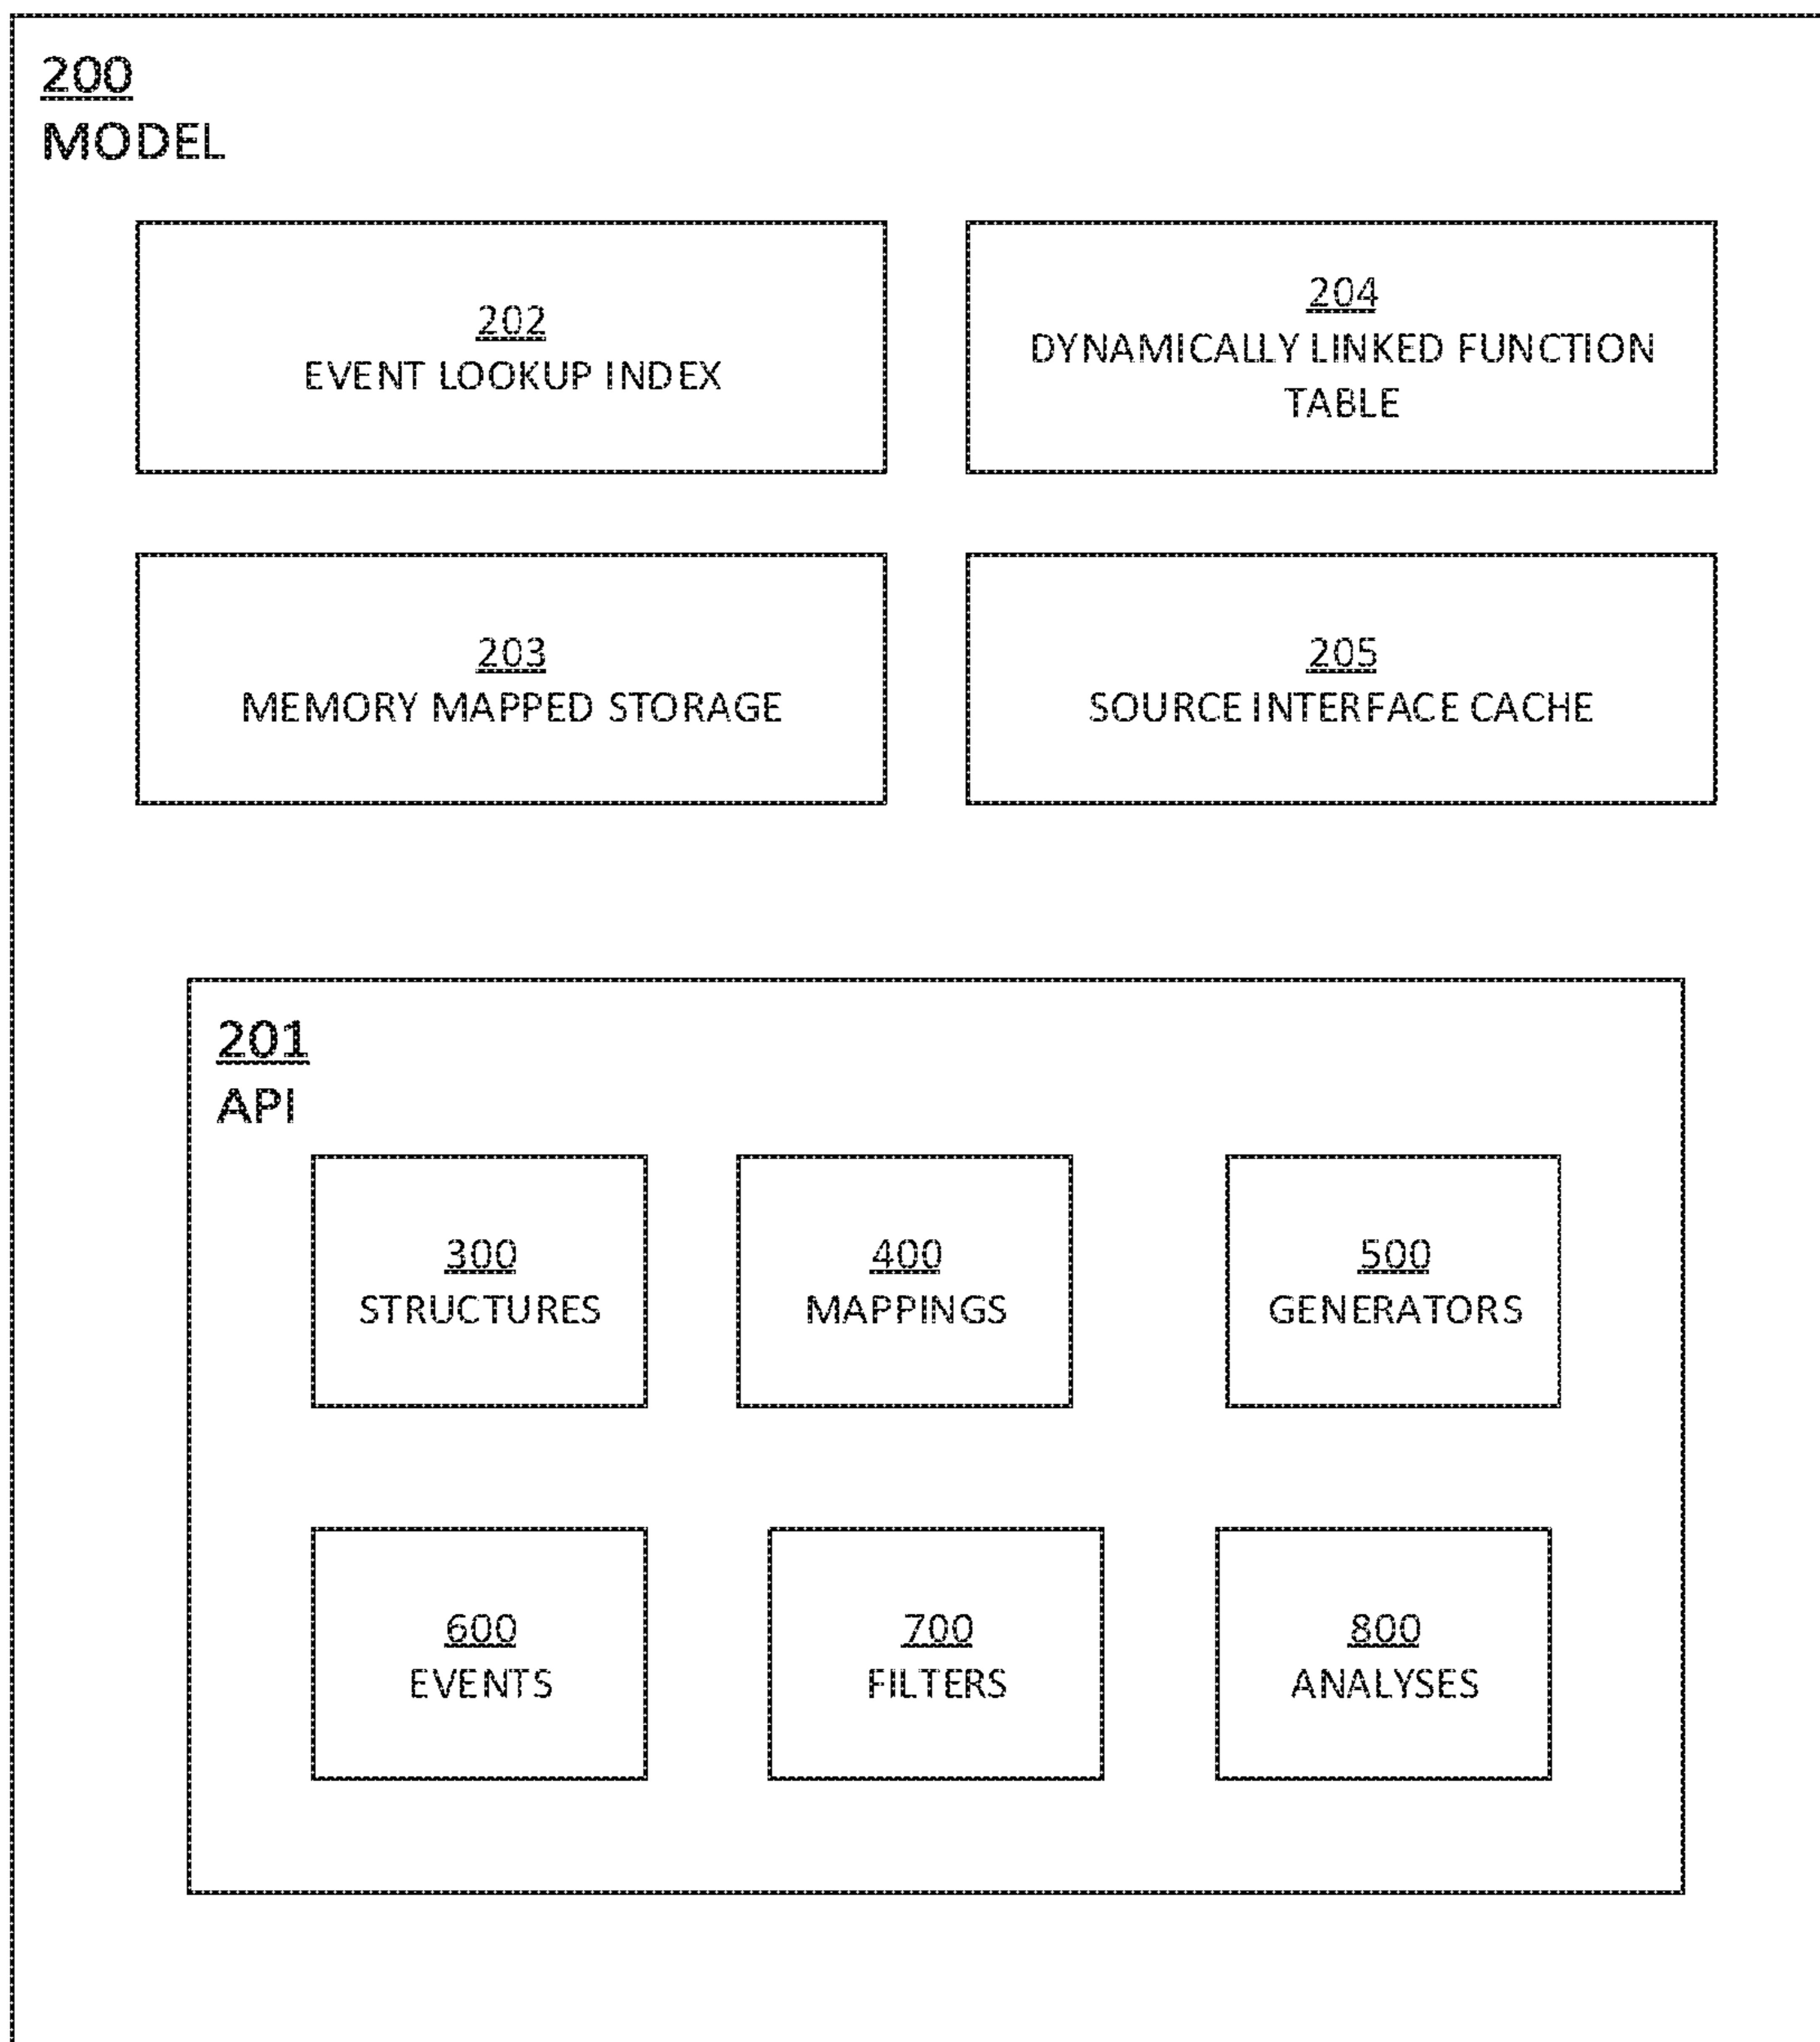 200
MODEL
202
EVENT LOOKUP INDEX
204
DYNAMICALLY LINKED FUNCTION
TABLE
203
MEMORY MAPPED STORAGE
205
SOURCE INTERFACE CACHE
201
API
300
STRUCTURES
400
MAPPINGS
500
GENERATORS
600
EVENTS
700
FILTERS
800
ANALYSES